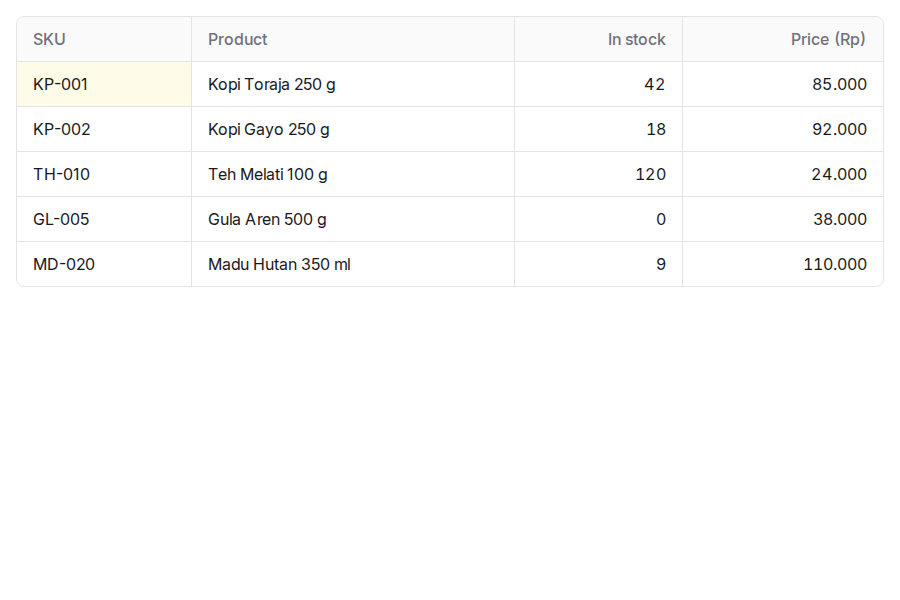 SKU Product In stock Price (Rp)
KP-001 Kopi Toraja 250 g 42 85.000
KP-002 Kopi Gayo 250 g 18 92.000
TH-010 Teh Melati 100 g 120 24.000
GL-005 Gula Aren 500 g 0 38.000
MD-020 Madu Hutan 350 ml 9 110.000